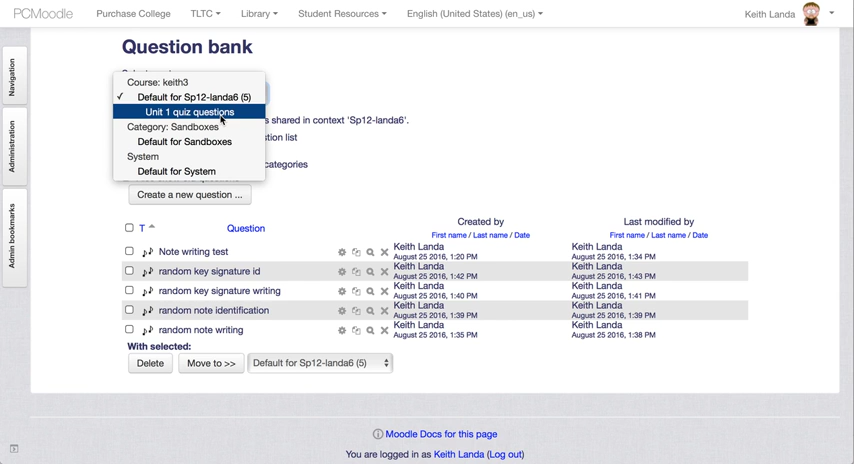 PCMoodle Purchase College TLTC Library Student Resources English (United States) (en_us) Keith Landa
Navigation
Administration
Admin bookmarks
Question bank
Course: keith3
✓ Default for Sp12-landa6 (5)
Unit 1 quiz questions
s shared in context 'Sp12-landa6'.
Category: Sandboxes
stion list
Default for Sandboxes
System
categories
Default for System
Create a new question ...
T Question Created by Last modified by
First name / Last name / Date First name / Last name / Date
Note writing test Keith Landa Keith Landa
August 25 2016, 1:20 PM August 25 2016, 1:34 PM
random key signature id Keith Landa Keith Landa
August 25 2016, 1:42 PM August 25 2016, 1:43 PM
random key signature writing Keith Landa Keith Landa
August 25 2016, 1:40 PM August 25 2016, 1:41 PM
random note identification Keith Landa Keith Landa
August 25 2016, 1:39 PM August 25 2016, 1:39 PM
random note writing Keith Landa Keith Landa
August 25 2016, 1:35 PM August 25 2016, 1:38 PM
With selected:
Delete Move to >> Default for Sp12-landa6 (5)
Moodle Docs for this page
You are logged in as Keith Landa (Log out)